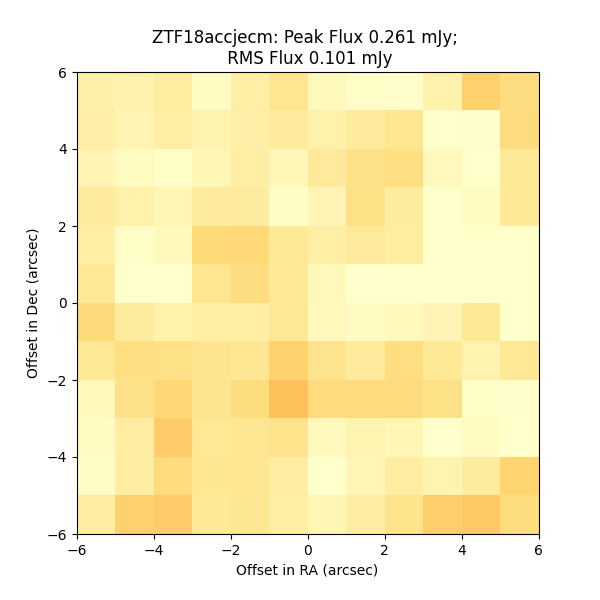 ZTF18accjecm: Peak Flux 0.261 mJy;
RMS Flux 0.101 mJy
6
4
2
0
−2
−4
−6
Offset in Dec (arcsec)
−6 −4 −2 0 2 4 6
Offset in RA (arcsec)